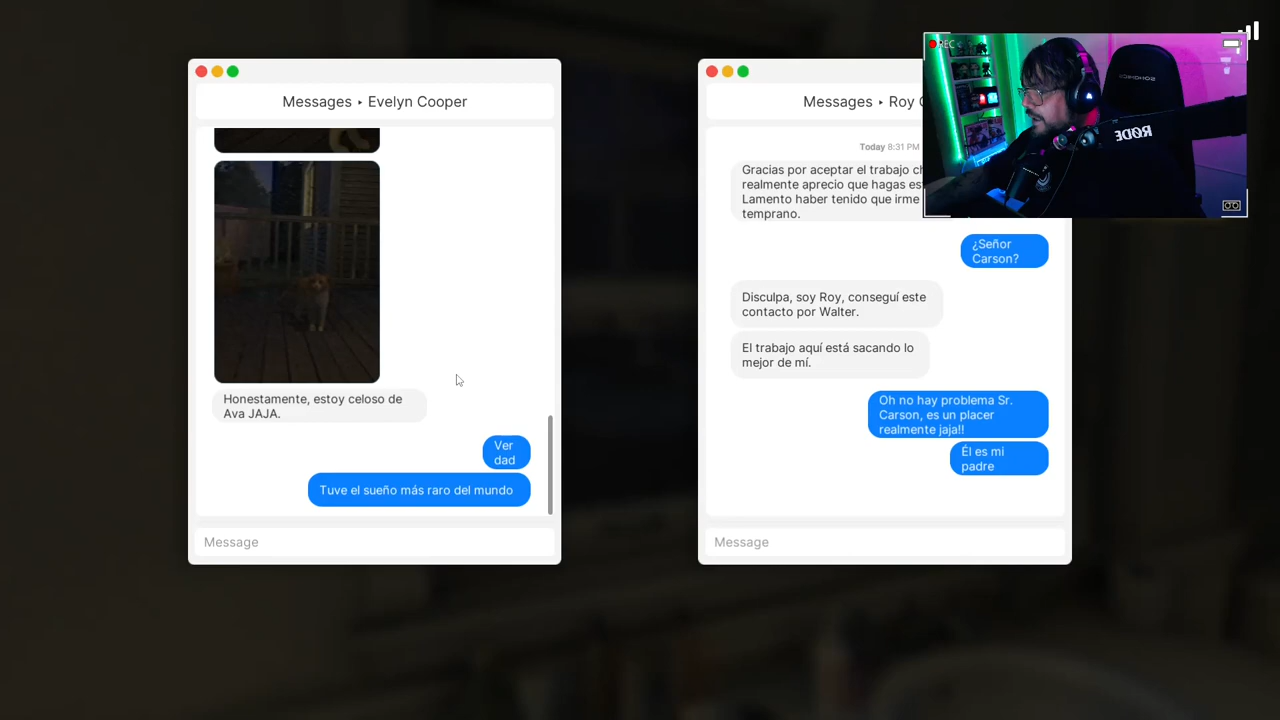 Messages ▸ Evelyn Cooper
Honestamente, estoy celoso de
Ava JAJA.
Ver
dad
Tuve el sueño más raro del mundo
Message
Messages ▸ Roy
Today 8:31 PM
Gracias por aceptar el trabajo
realmente aprecio que hagas
Lamento haber tenido que irme
temprano.
¿Señor
Carson?
Disculpa, soy Roy, conseguí este
contacto por Walter.
El trabajo aquí está sacando lo
mejor de mí.
Oh no hay problema Sr.
Carson, es un placer
realmente jaja!!
Él es mi
padre
Message
REC
RØDE